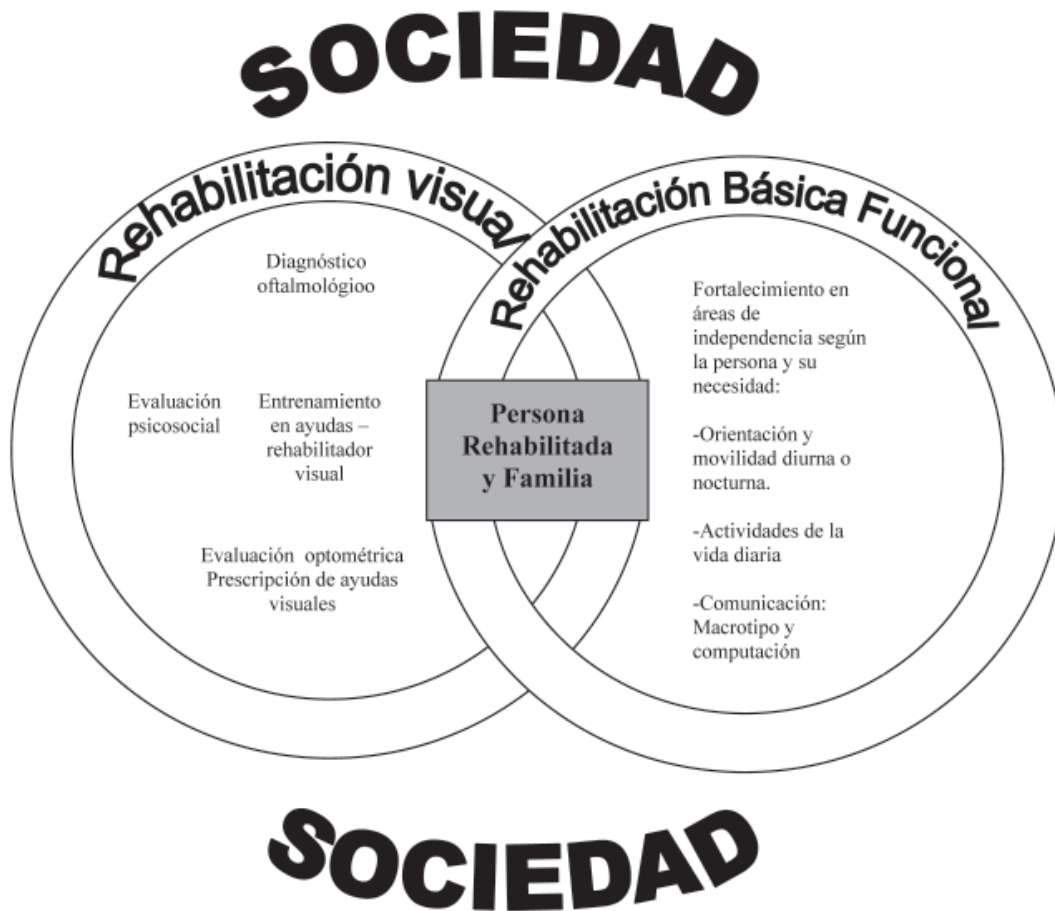 SOCIEDAD
Rehabilitación visual
Diagnóstico
oftalmológioo
Evaluación
psicosocial
Entrenamiento
en ayudas –
rehabilitador
visual
Evaluación optométrica
Prescripción de ayudas
visuales
Persona
Rehabilitada
y Familia
Rehabilitación Básica Funcional
Fortalecimiento en
áreas de
independencia según
la persona y su
necesidad:
-Orientación y
movilidad diurna o
nocturna.
-Actividades de la
vida diaria
-Comunicación:
Macrotipo y
computación
SOCIEDAD